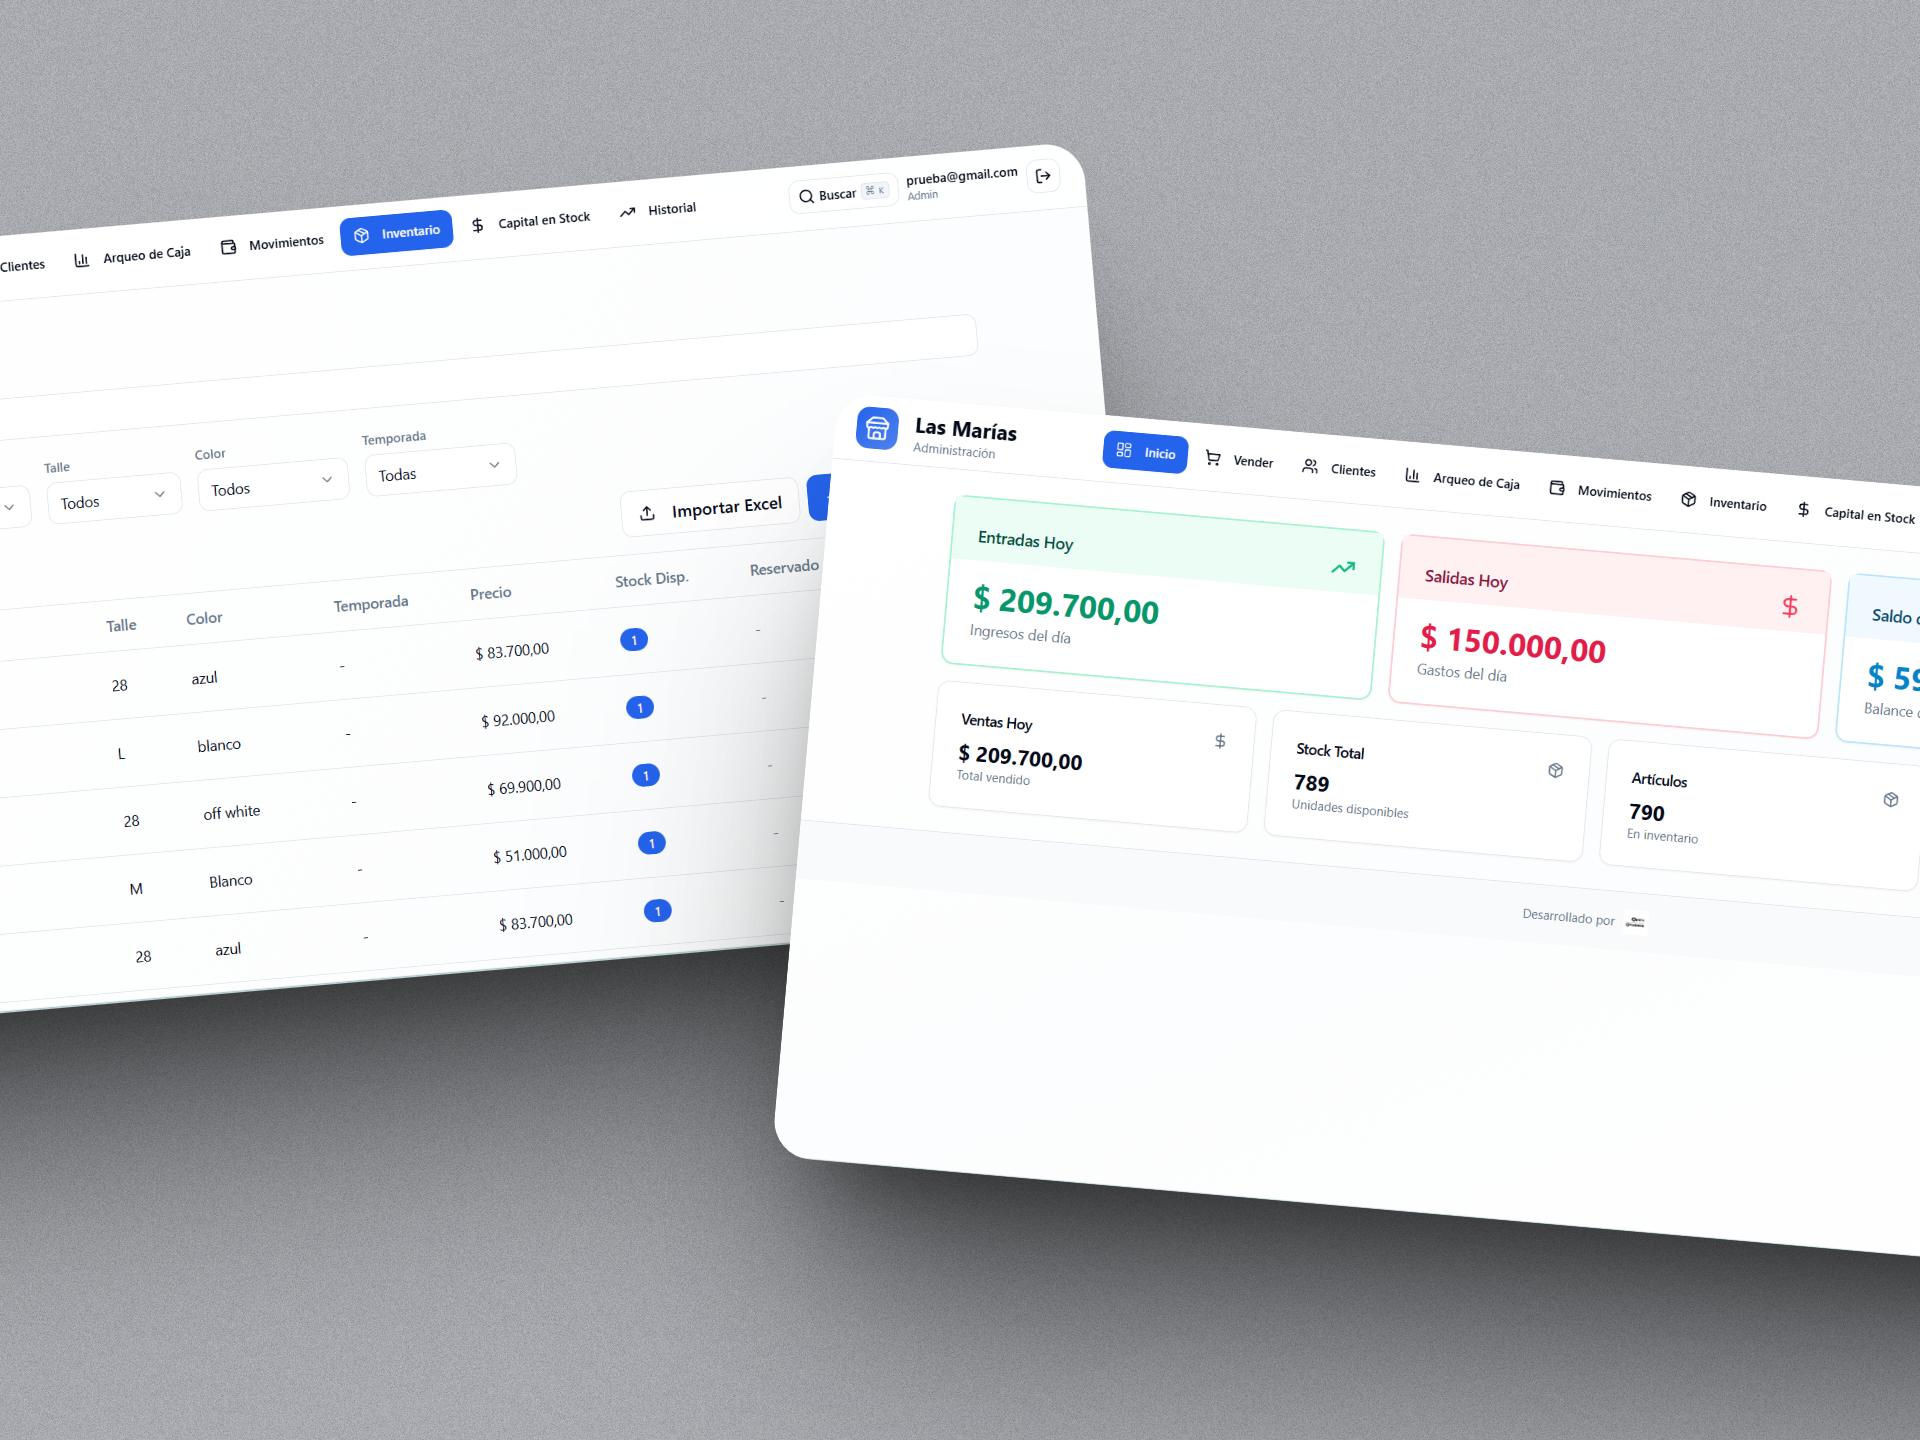 Clientes
Arqueo de Caja
Movimientos
Inventario
Capital en Stock
Historial
Buscar ⌘ K
prueba@gmail.com
Admin
Talle
Todos
Color
Todos
Temporada
Todas
Importar Excel
Talle Color Temporada Precio Stock Disp. Reservado
28 azul - $ 83.700,00 1 -
L blanco - $ 92.000,00 1 -
28 off white - $ 69.900,00 1 -
M Blanco - $ 51.000,00 1 -
28 azul - $ 83.700,00 1 -
Las Marías
Administración
Inicio
Vender
Clientes
Arqueo de Caja
Movimientos
Inventario
Capital en Stock
Entradas Hoy
$ 209.700,00
Ingresos del día
Salidas Hoy
$ 150.000,00
Gastos del día
Saldo
$ 59
Balance
Ventas Hoy
$ 209.700,00
Total vendido
Stock Total
789
Unidades disponibles
Artículos
790
En inventario
Desarrollado por